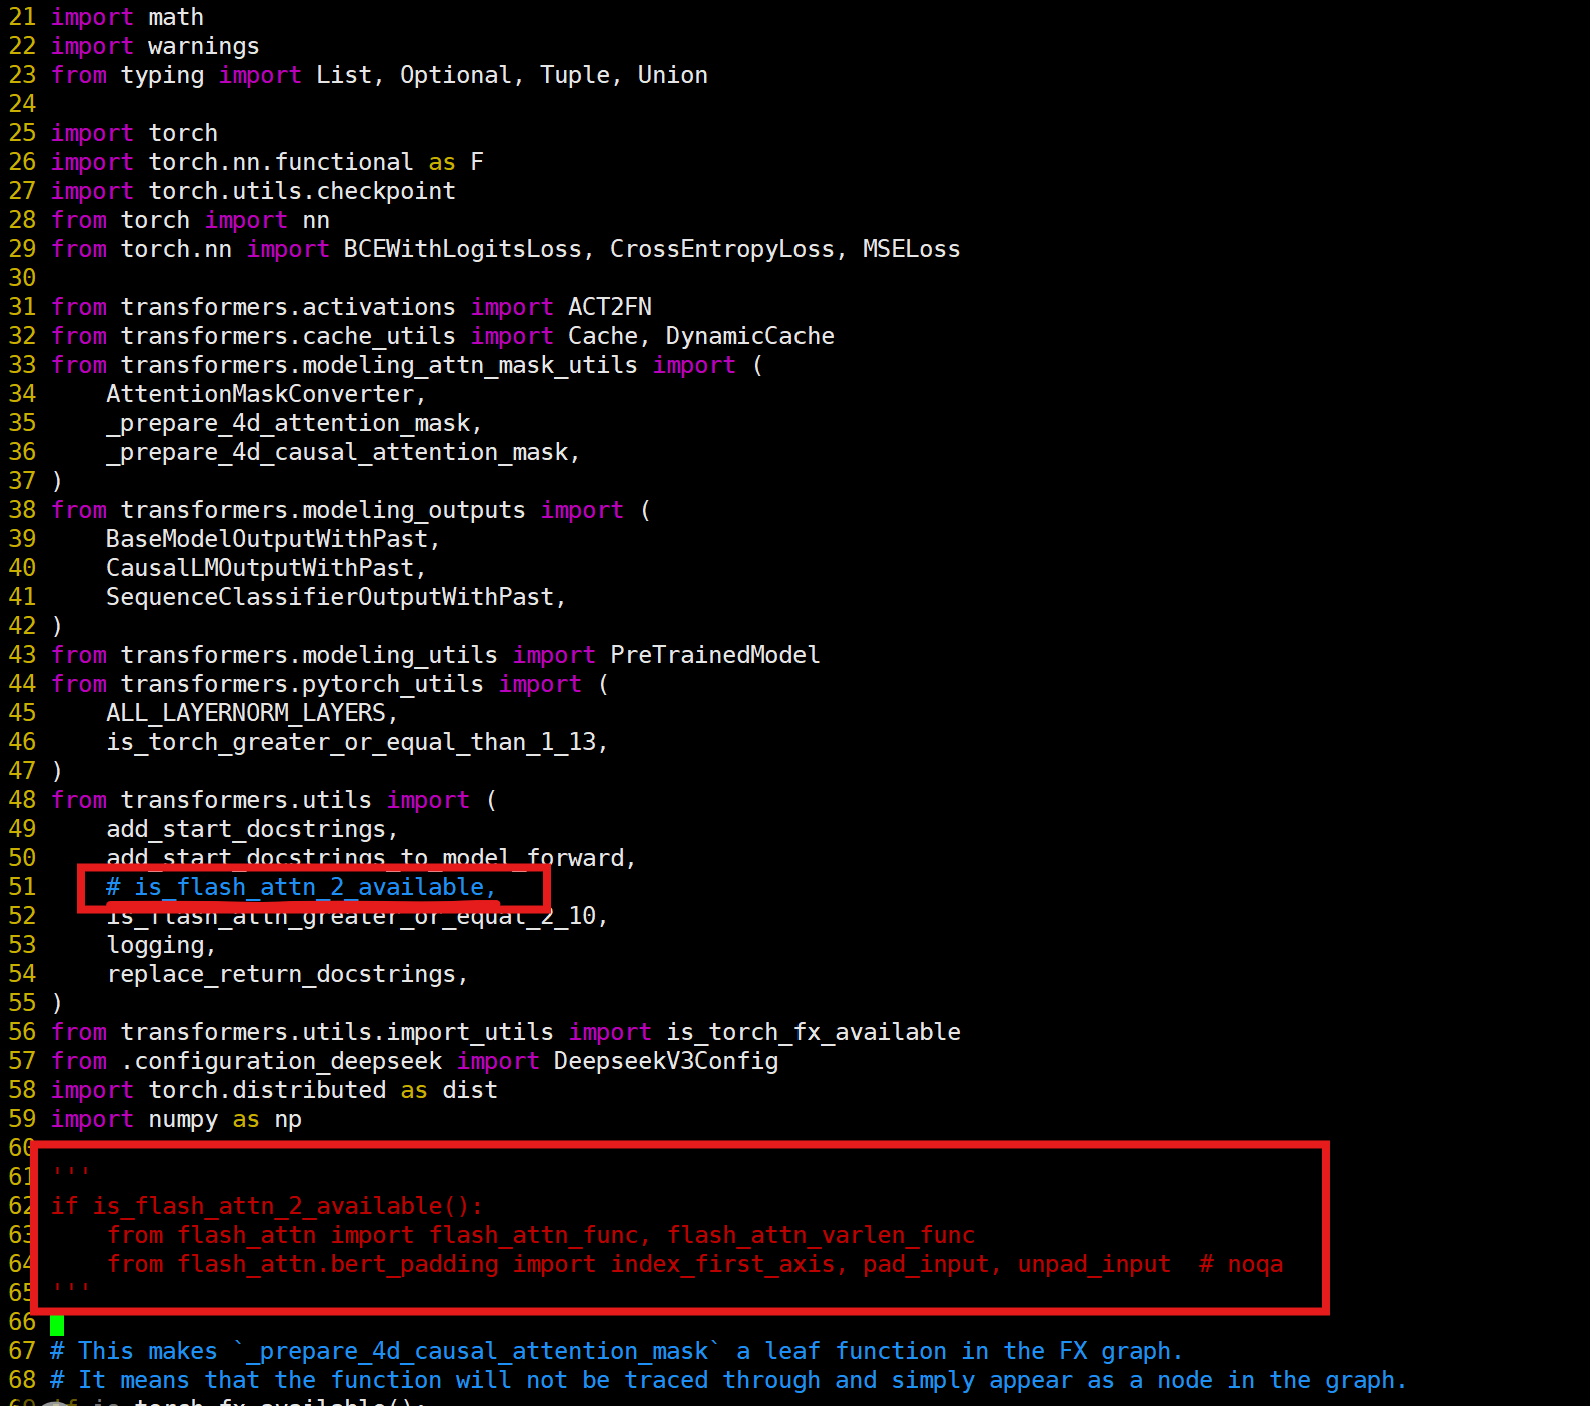 21 import math
22 import warnings
23 from typing import List, Optional, Tuple, Union
24
25 import torch
26 import torch.nn.functional as F
27 import torch.utils.checkpoint
28 from torch import nn
29 from torch.nn import BCEWithLogitsLoss, CrossEntropyLoss, MSELoss
30
31 from transformers.activations import ACT2FN
32 from transformers.cache_utils import Cache, DynamicCache
33 from transformers.modeling_attn_mask_utils import (
34     AttentionMaskConverter,
35     _prepare_4d_attention_mask,
36     _prepare_4d_causal_attention_mask,
37 )
38 from transformers.modeling_outputs import (
39     BaseModelOutputWithPast,
40     CausalLMOutputWithPast,
41     SequenceClassifierOutputWithPast,
42 )
43 from transformers.modeling_utils import PreTrainedModel
44 from transformers.pytorch_utils import (
45     ALL_LAYERNORM_LAYERS,
46     is_torch_greater_or_equal_than_1_13,
47 )
48 from transformers.utils import (
49     add_start_docstrings,
50     add_start_docstrings_to_model_forward,
51     # is_flash_attn_2_available,
52     is_flash_attn_greater_or_equal_2_10,
53     logging,
54     replace_return_docstrings,
55 )
56 from transformers.utils.import_utils import is_torch_fx_available
57 from .configuration_deepseek import DeepseekV3Config
58 import torch.distributed as dist
59 import numpy as np
60
61 '''
62 if is_flash_attn_2_available():
63     from flash_attn import flash_attn_func, flash_attn_varlen_func
64     from flash_attn.bert_padding import index_first_axis, pad_input, unpad_input  # noqa
65 '''
66
67 # This makes `_prepare_4d_causal_attention_mask` a leaf function in the FX graph.
68 # It means that the function will not be traced through and simply appear as a node in the graph.
69 if is_torch_fx_available():